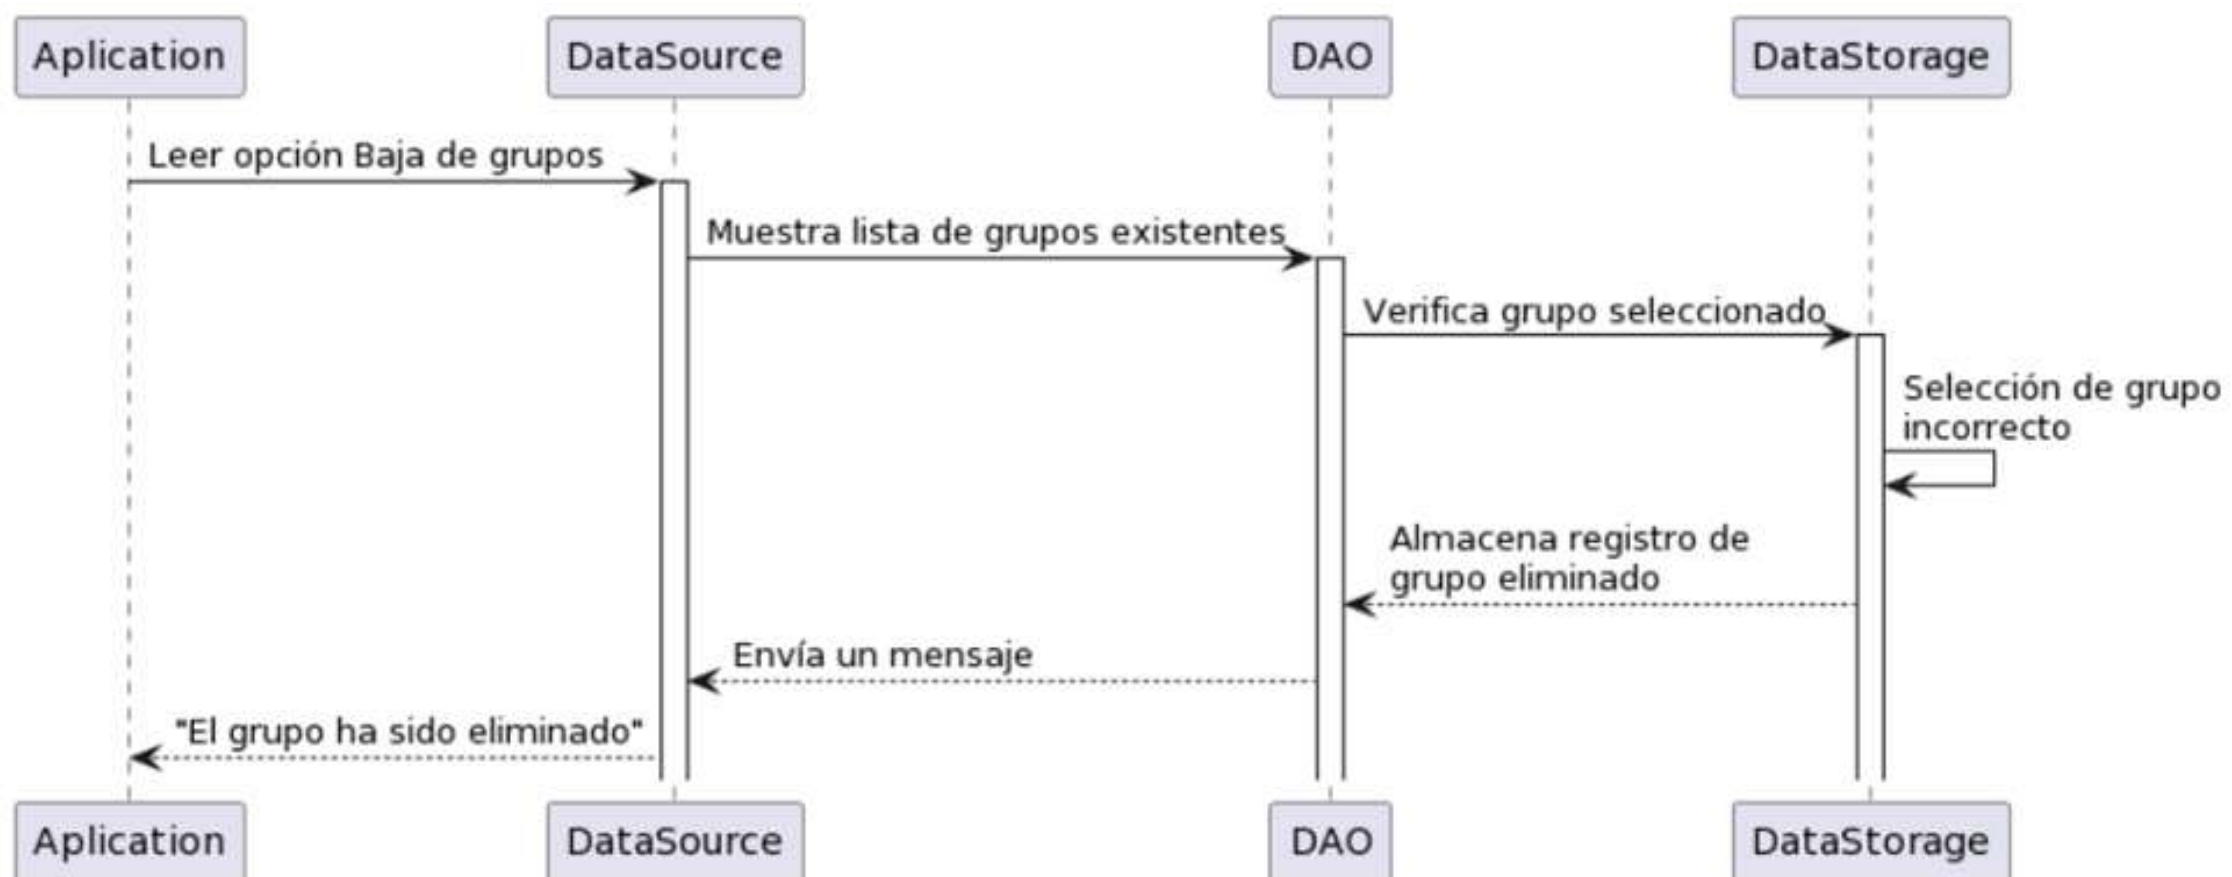 Aplication
DataSource
DAO
DataStorage
Leer opción Baja de grupos
Muestra lista de grupos existentes
Verifica grupo seleccionado
Selección de grupo
incorrecto
Almacena registro de
grupo eliminado
Envía un mensaje
"El grupo ha sido eliminado"
Aplication
DataSource
DAO
DataStorage